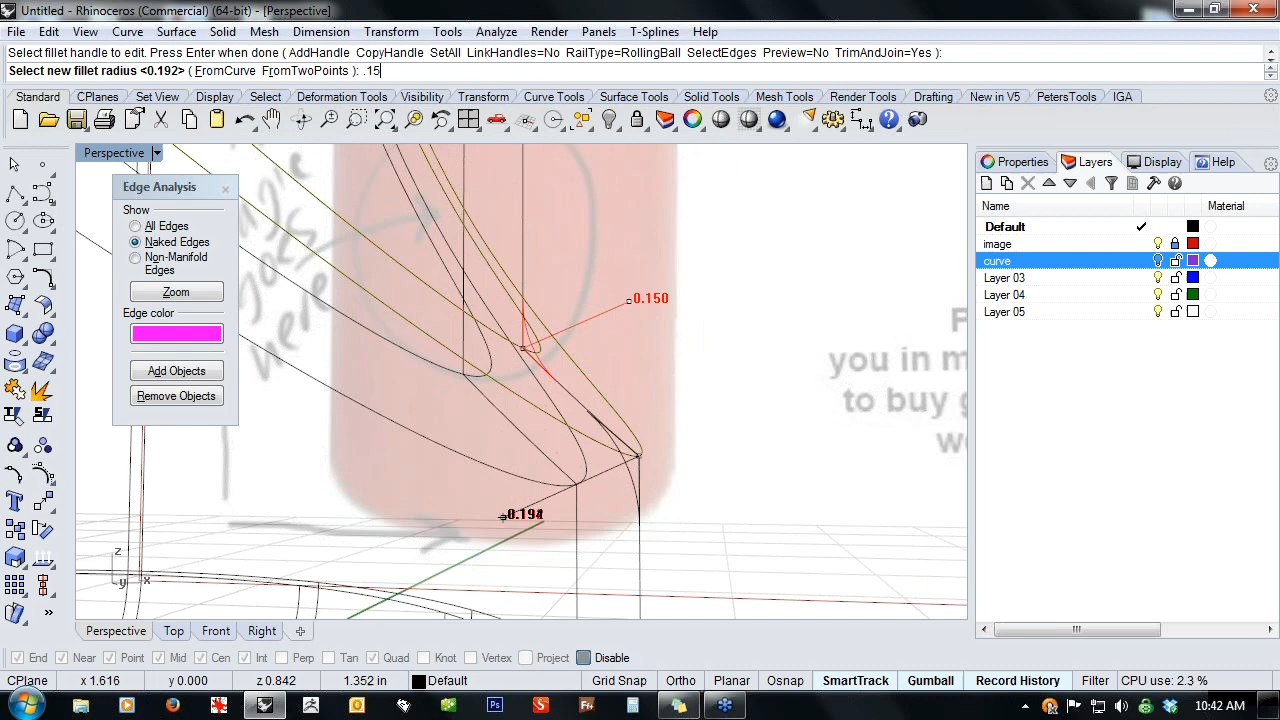 Untitled - Rhinoceros (Commercial) (64-bit) - [Perspective]
File Edit View Curve Surface Solid Mesh Dimension Transform Tools Analyze Render Panels T-Splines Help
Select fillet handle to edit. Press Enter when done ( AddHandle CopyHandle SetAll LinkHandles=No RailType=RollingBall SelectEdges Preview=No TrimAndJoin=Yes ):
Select new fillet radius <0.192> ( FromCurve FromTwoPoints ): .15
Standard CPlanes Set View Display Select Deformation Tools Visibility Transform Curve Tools Surface Tools Solid Tools Mesh Tools Render Tools Drafting New in V5 PetersTools IGA
Perspective
Properties Layers Display Help
Edge Analysis
Show
All Edges
Naked Edges
Non-Manifold
Edges
Zoom
Edge color
Add Objects
Remove Objects
Name Material
Default
image
curve
Layer 03
Layer 04
Layer 05
0.150
here
F
you in m
to buy g
we
z
y x
Perspective Top Front Right
End Near Point Mid Cen Int Perp Tan Quad Knot Vertex Project Disable
CPlane x 1.616 y 0.000 z 0.842 1.352 in Default Grid Snap Ortho Planar Osnap SmartTrack Gumball Record History Filter CPU use: 2.3 %
10:42 AM